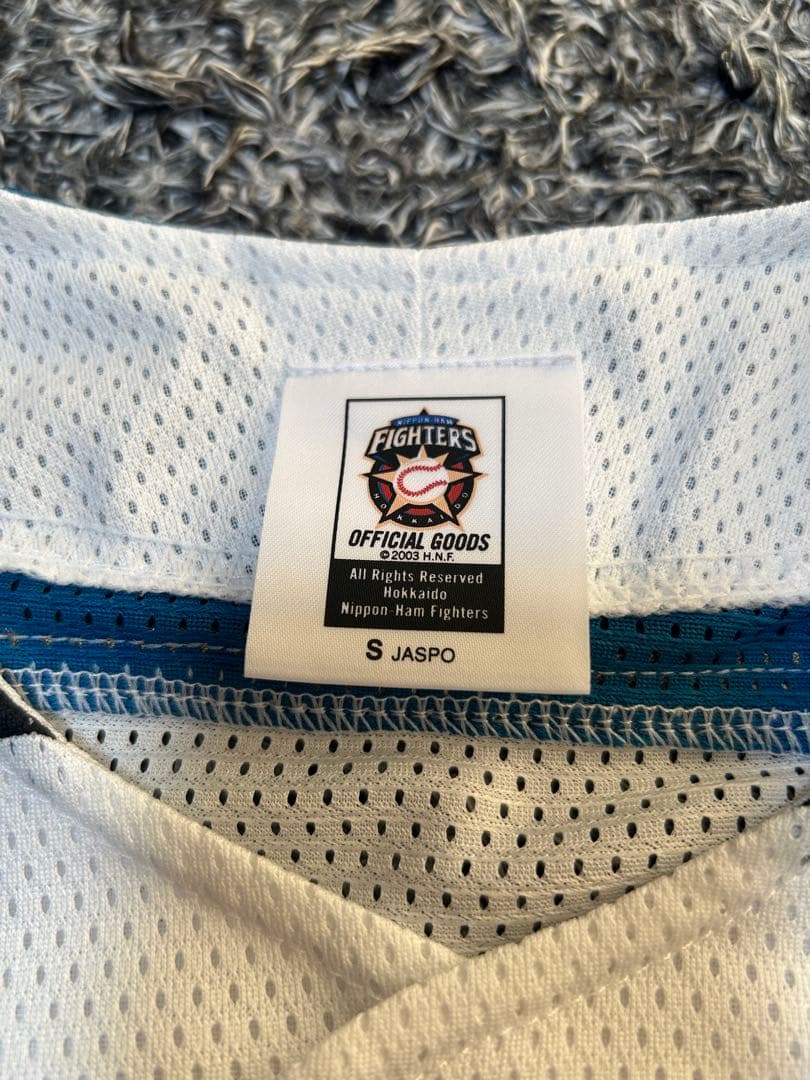 NIPPON-HAM
FIGHTERS
HOKKAIDO
OFFICIAL GOODS
© 2003 H.N.F.
All Rights Reserved
Hokkaido
Nippon-Ham Fighters
S JASPO